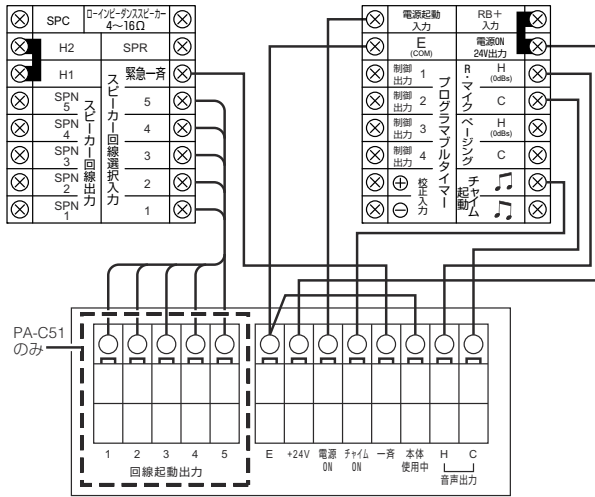 SPC
ローインピーダンススピーカー
4〜16Ω
H2
SPR
H1
緊急一斉
SPN
5
5
SPN
4
4
SPN
3
3
SPN
2
2
SPN
1
1
スピーカー回線出力
スピーカー回線選択入力
電源起動
入力
RB+
入力
E
(COM)
電源ON
24V出力
制御
出力 1
制御
出力 2
制御
出力 3
制御
出力 4
プログラマブルタイマー
⊕
⊖
校正入力
R・マイク
H
(0dBs)
C
ページング
H
(0dBs)
C
チャイム
起動
PA-C51
のみ
1 2 3 4 5
回線起動出力
E +24V 電源
ON チャイム
ON 一斉 本体
使用中 H C
音声出力